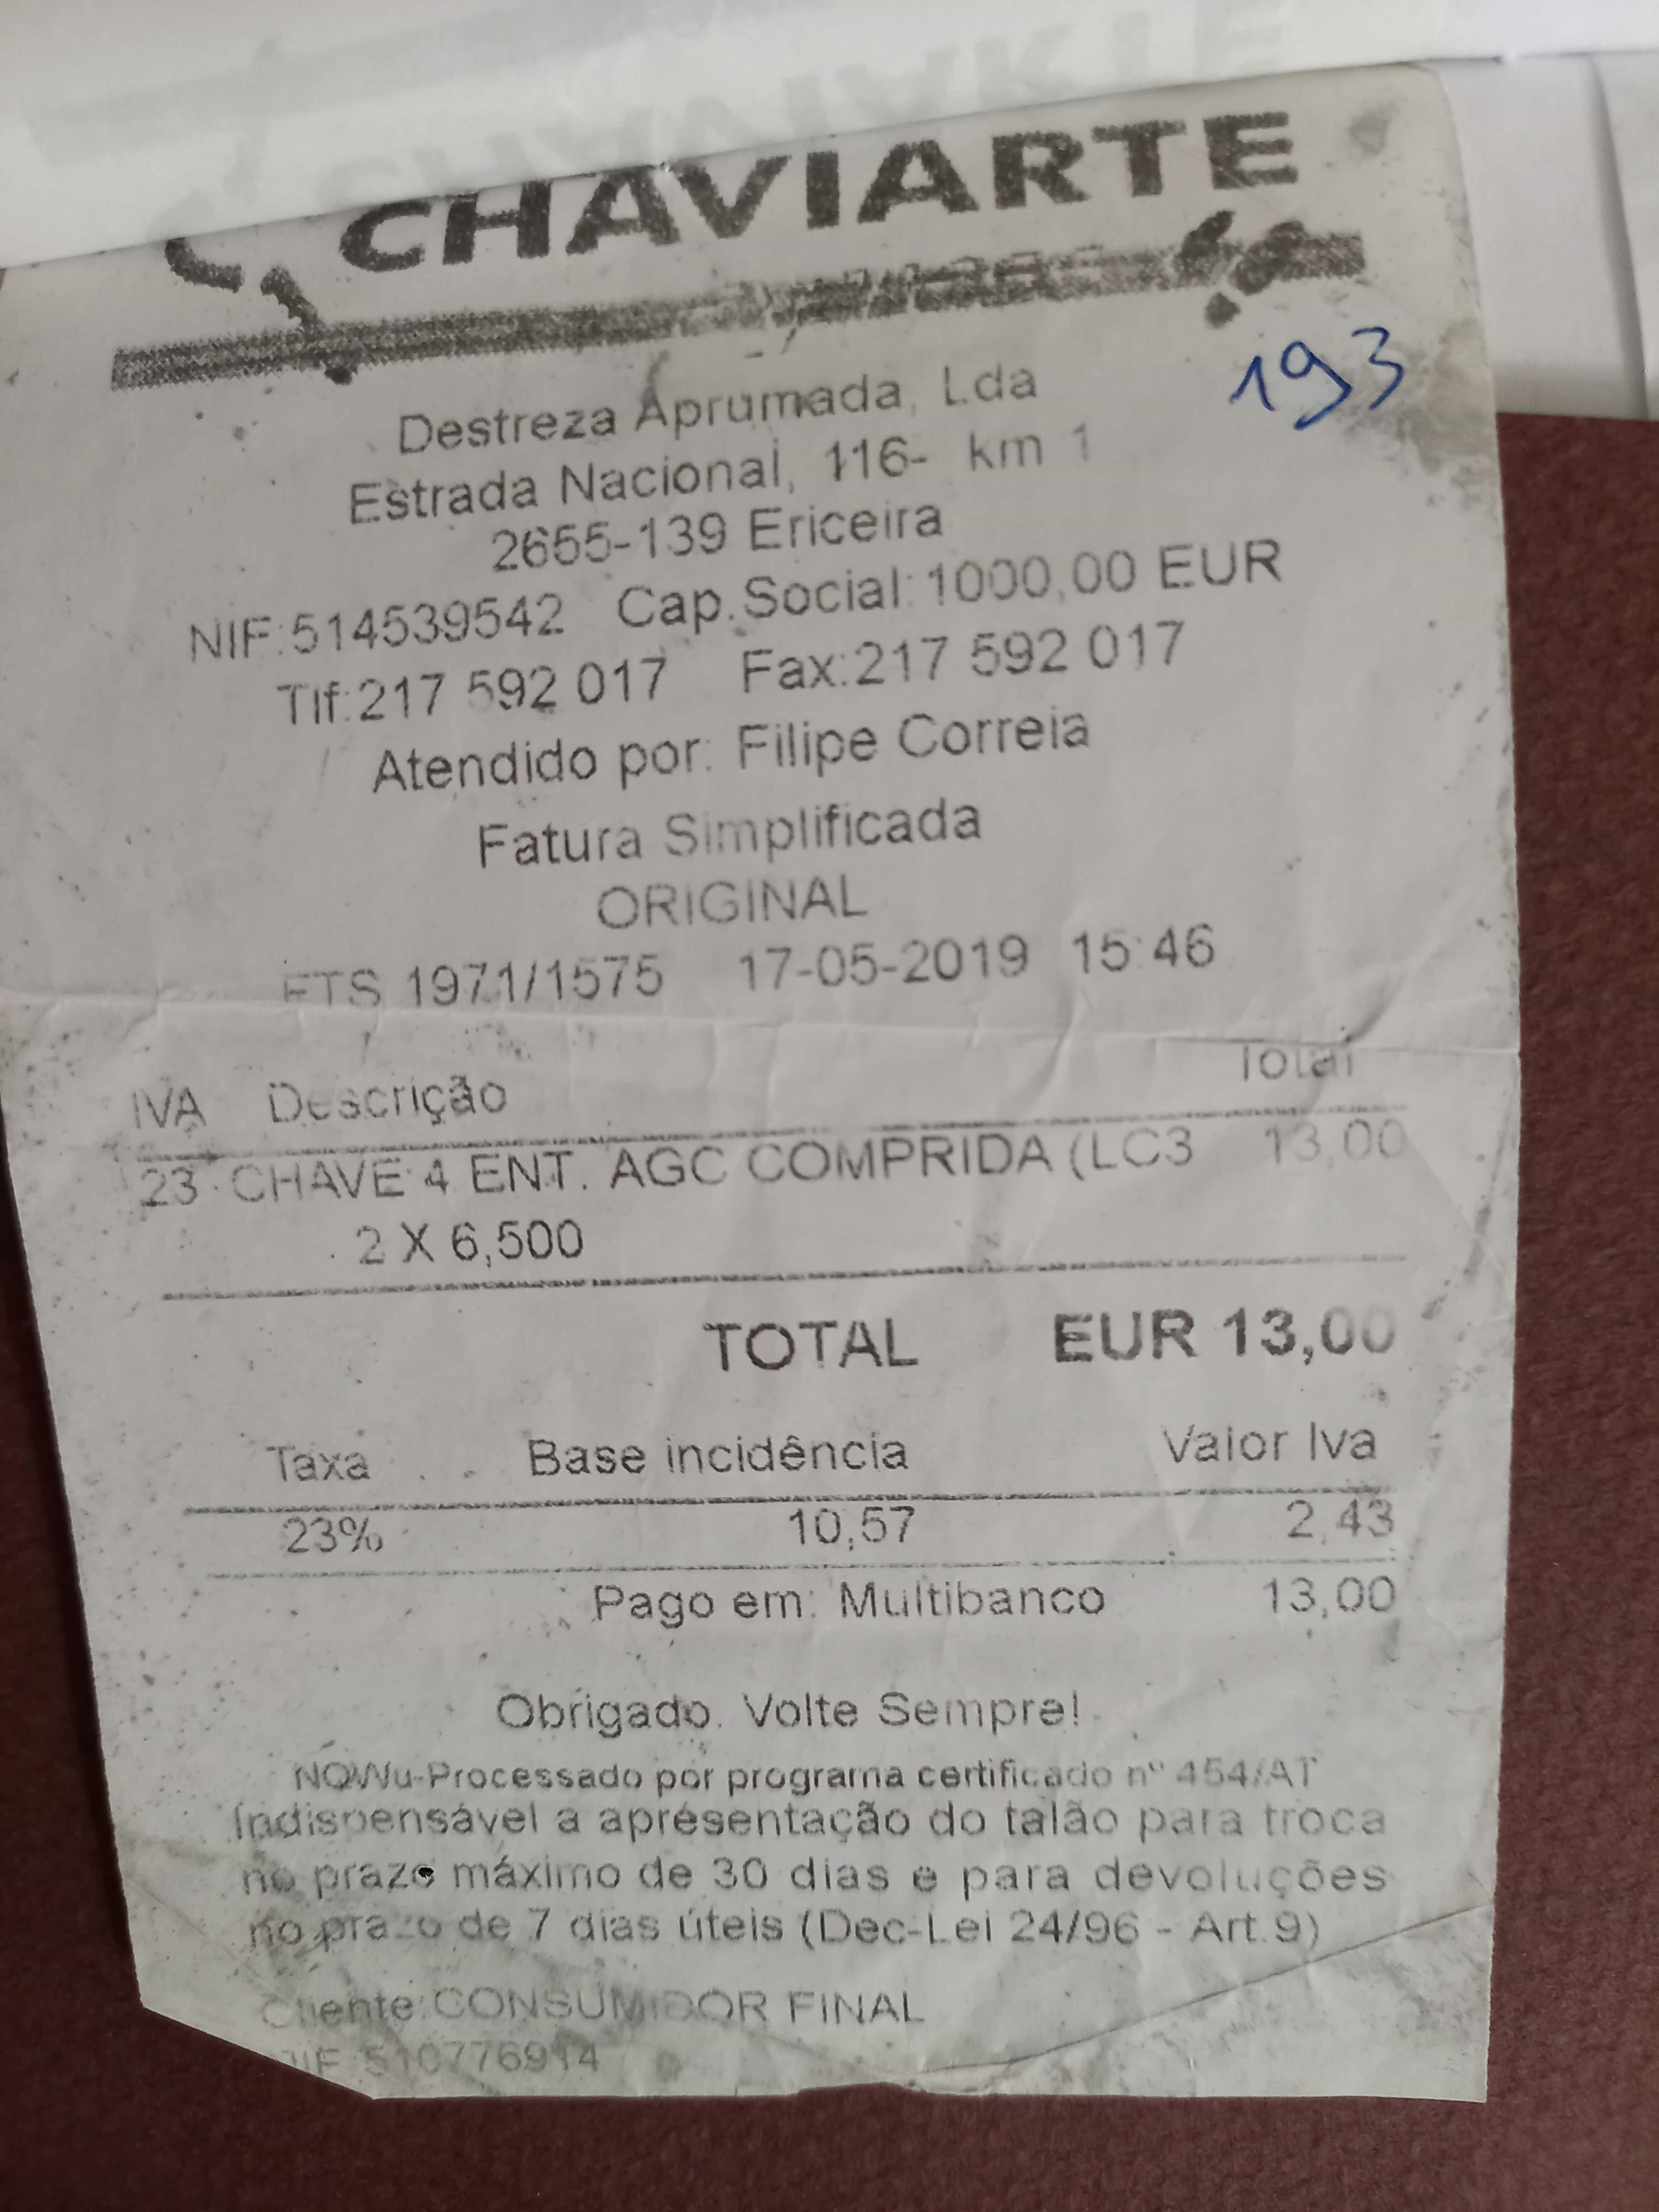 CHAVIARTE
193
Destreza Aprumada, Lda
Estrada Nacional, 116- km 1
2655-139 Ericeira
NIF:514539542 Cap.Social:1000,00 EUR
Tlf:217 592 017 Fax:217 592 017
Atendido por: Filipe Correia
Fatura Simplificada
ORIGINAL
FTS 1971/1575 17-05-2019 15:46
IVA Descrição Total
23 CHAVE 4 ENT. AGC COMPRIDA (LC3 13,00
2 X 6,500
TOTAL EUR 13,00
Taxa Base incidência Valor Iva
23% 10,57 2,43
Pago em: Multibanco 13,00
Obrigado. Volte Sempre!
-Processado por programa certificado nº 454/AT
Indispensável a apresentação do talão para troca
no prazo máximo de 30 dias e para devoluções
no prazo de 7 dias úteis (Dec-Lei 24/96 - Art.9)
Cliente:CONSUMIDOR FINAL
NIF:510776914